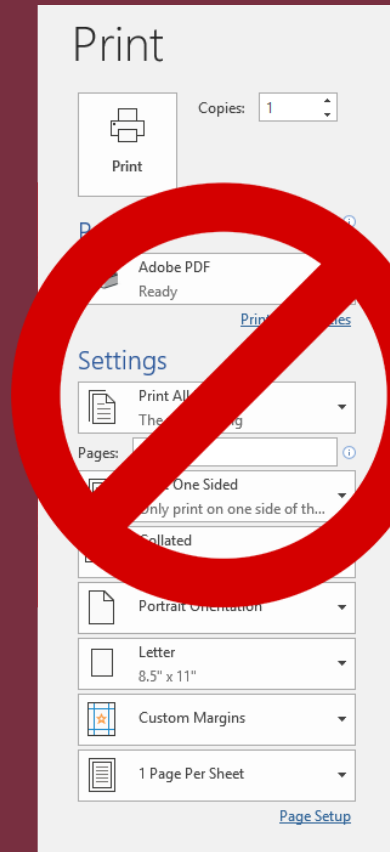 Print
Copies: 1
Print
Adobe PDF
Ready
Settings
Print All
The
Pages:
One Sided
Only print on one side of th...
Collated
Portrait Orientation
Letter
8.5" x 11"
Custom Margins
1 Page Per Sheet
Page Setup